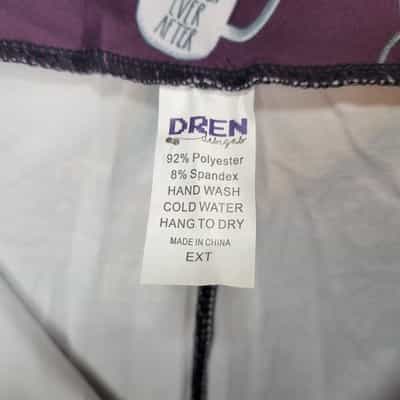 EVER
AFTER
DREN
designs
92% Polyester
8% Spandex
HAND WASH
COLD WATER
HANG TO DRY
MADE IN CHINA
EXT